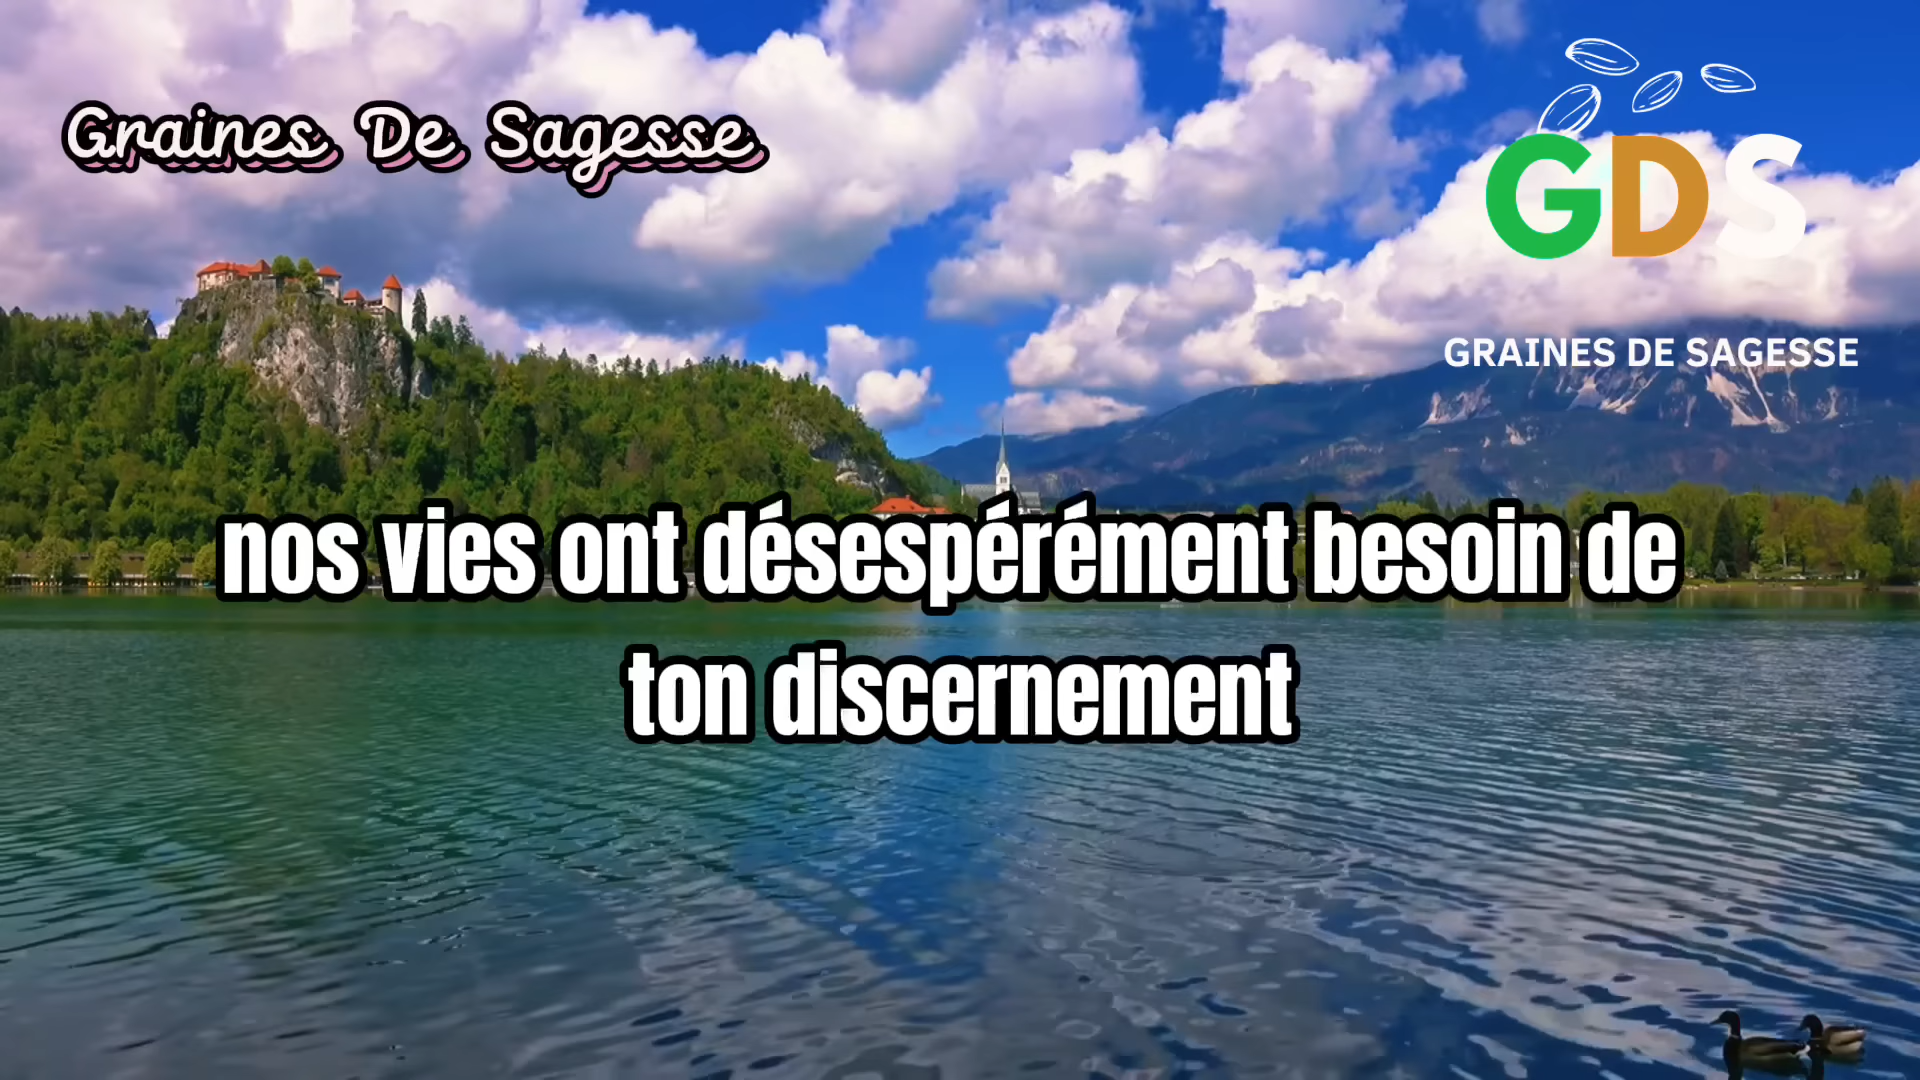 Graines De Sagesse
GDS
GRAINES DE SAGESSE
nos vies ont désespérément besoin de
ton discernement